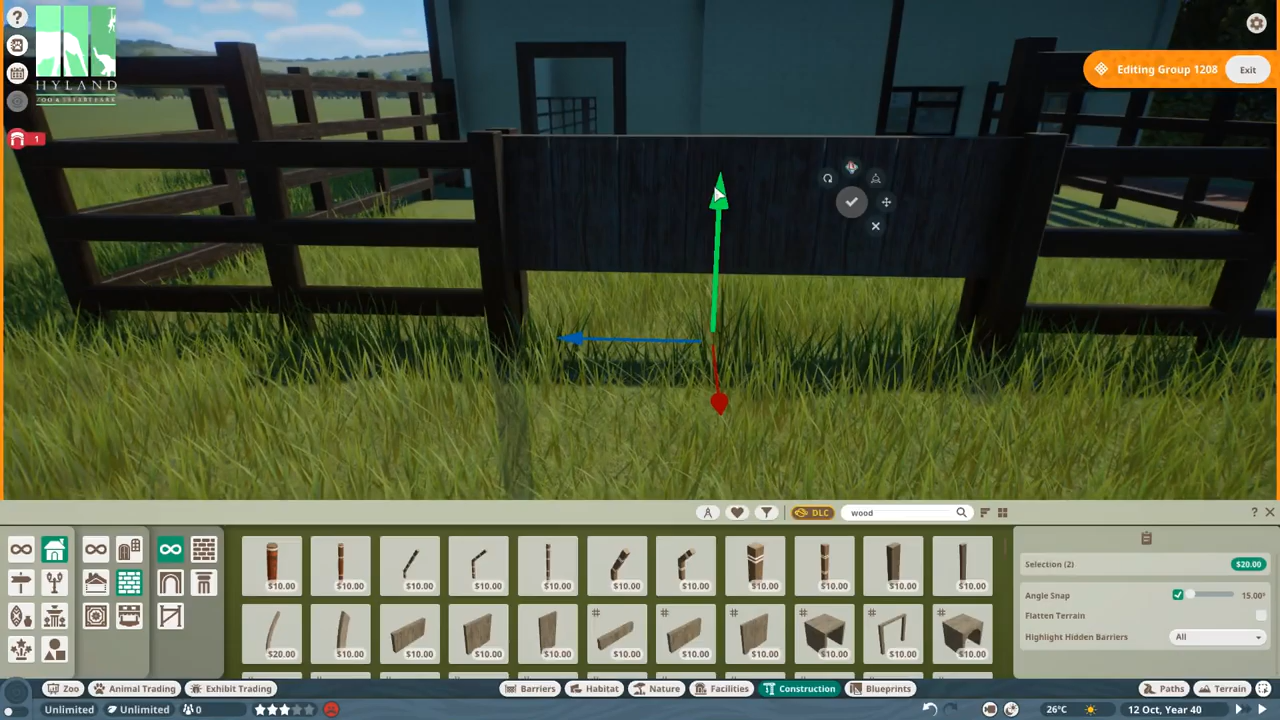 ?
HYLAND
ZOO & SAFARI PARK
Editing Group 1208
Exit
1
DLC
wood
?
$10.00 $10.00 $10.00 $10.00 $10.00 $10.00 $10.00 $10.00 $10.00 $10.00 $10.00
$20.00 $10.00 $10.00 $10.00 $10.00 $10.00 $10.00 $10.00 $10.00 $10.00 $10.00
Selection (2)
$20.00
Angle Snap
15.00°
Flatten Terrain
Highlight Hidden Barriers
All
Zoo
Animal Trading
Exhibit Trading
Barriers
Habitat
Nature
Facilities
Construction
Blueprints
Paths
Terrain
Unlimited
Unlimited
0
26°C
12 Oct, Year 40